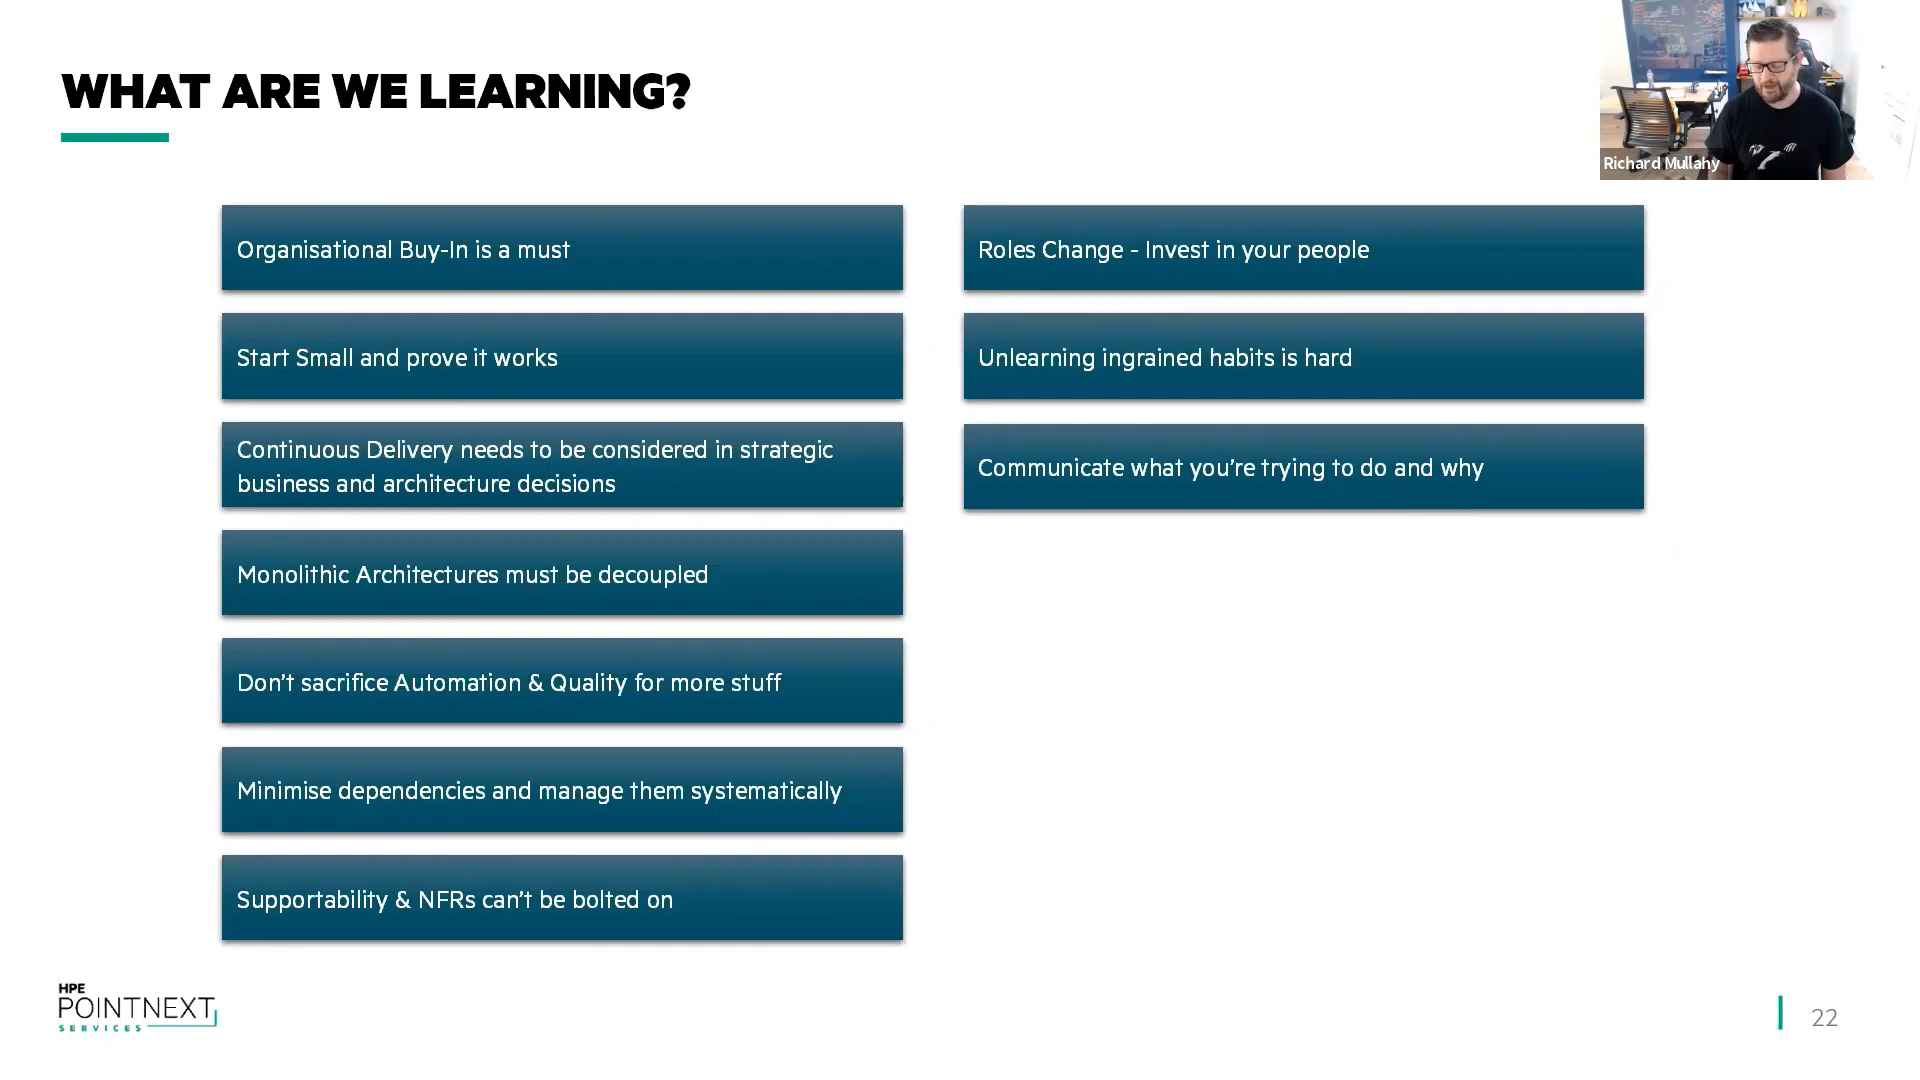 WHAT ARE WE LEARNING?
Richard Mullahy
Organisational Buy-In is a must
Start Small and prove it works
Continuous Delivery needs to be considered in strategic
business and architecture decisions
Monolithic Architectures must be decoupled
Don’t sacrifice Automation & Quality for more stuff
Minimise dependencies and manage them systematically
Supportability & NFRs can’t be bolted on
Roles Change - Invest in your people
Unlearning ingrained habits is hard
Communicate what you’re trying to do and why
HPE
POINTNEXT
SERVICES
22